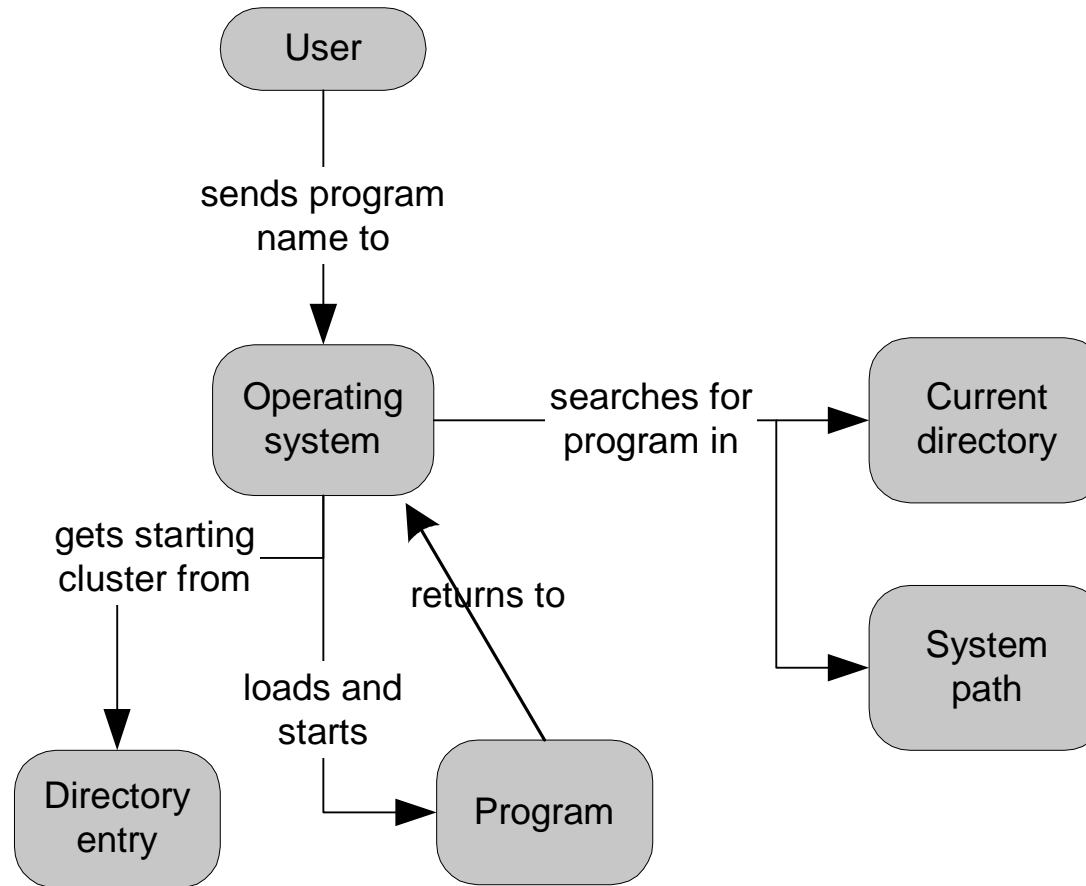 User
sends program
name to
Operating
system
searches for
program in
Current
directory
gets starting
cluster from
returns to
System
path
loads and
starts
Directory
entry
Program